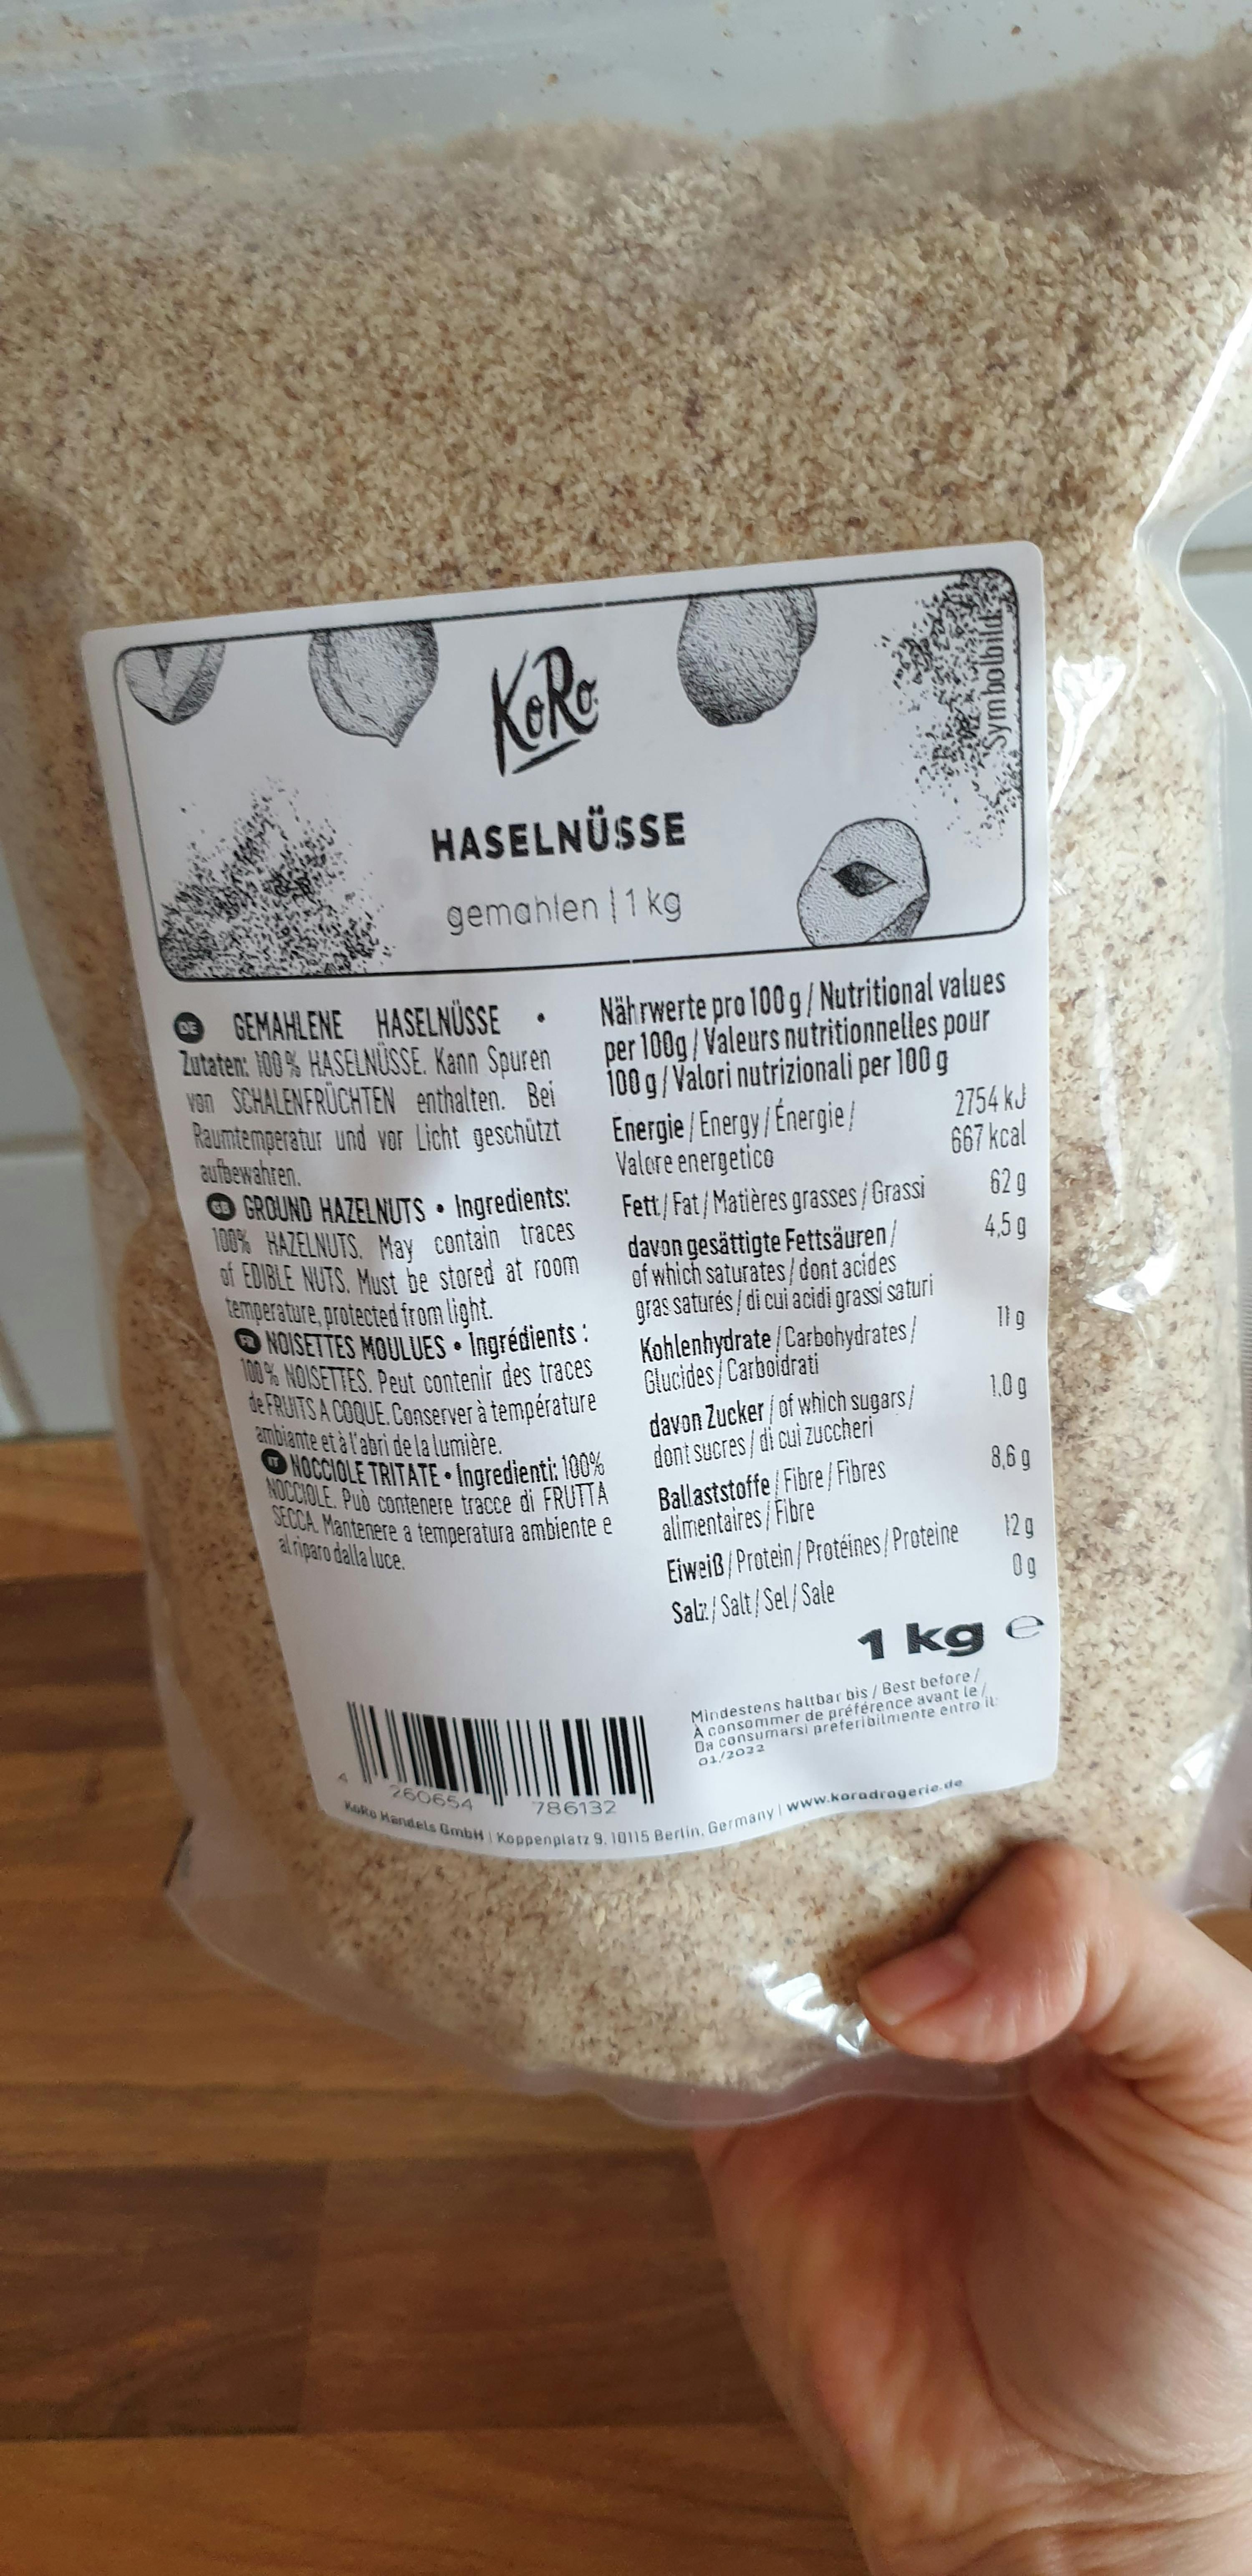 KoRo
Symbolbild
HASELNÜSSE
gemahlen | 1 kg
DE GEMAHLENE HASELNÜSSE •
Zutaten: 100% HASELNÜSSE. Kann Spuren
von SCHALENFRÜCHTEN enthalten. Bei
Raumtemperatur und vor Licht geschützt
aufbewahren.
GB GROUND HAZELNUTS • Ingredients:
100% HAZELNUTS. May contain traces
of EDIBLE NUTS. Must be stored at room
temperature, protected from light.
FR NOISETTES MOULUES • Ingrédients :
100% NOISETTES. Peut contenir des traces
de FRUITS A COQUE. Conserver à température
ambiante et à l'abri de la lumière.
IT NOCCIOLE TRITATE • Ingredienti: 100%
NOCCIOLE. Può contenere tracce di FRUTTA
SECCA. Mantenere a temperatura ambiente e
al riparo dalla luce.
Nährwerte pro 100 g / Nutritional values
per 100g / Valeurs nutritionnelles pour
100 g / Valori nutrizionali per 100 g
Energie / Energy / Énergie / 2754 kJ
Valore energetico 667 kcal
Fett / Fat / Matières grasses / Grassi 62 g
davon gesättigte Fettsäuren / 4,5 g
of which saturates / dont acides
gras saturés / di cui acidi grassi saturi
Kohlenhydrate / Carbohydrates / 11 g
Glucides / Carboidrati
davon Zucker / of which sugars / 1,0 g
dont sucres / di cui zuccheri
Ballaststoffe / Fibre / Fibres 8,6 g
alimentaires / Fibre
Eiweiß / Protein / Protéines / Proteine 12 g
Salz / Salt / Sel / Sale 0 g
1 kg e
Mindestens haltbar bis / Best before /
À consommer de préférence avant le /
Da consumarsi preferibilmente entro il:
01/2022
4 260654 786132
KoRo Handels GmbH | Koppenplatz 9, 10115 Berlin, Germany | www.korodrogerie.de